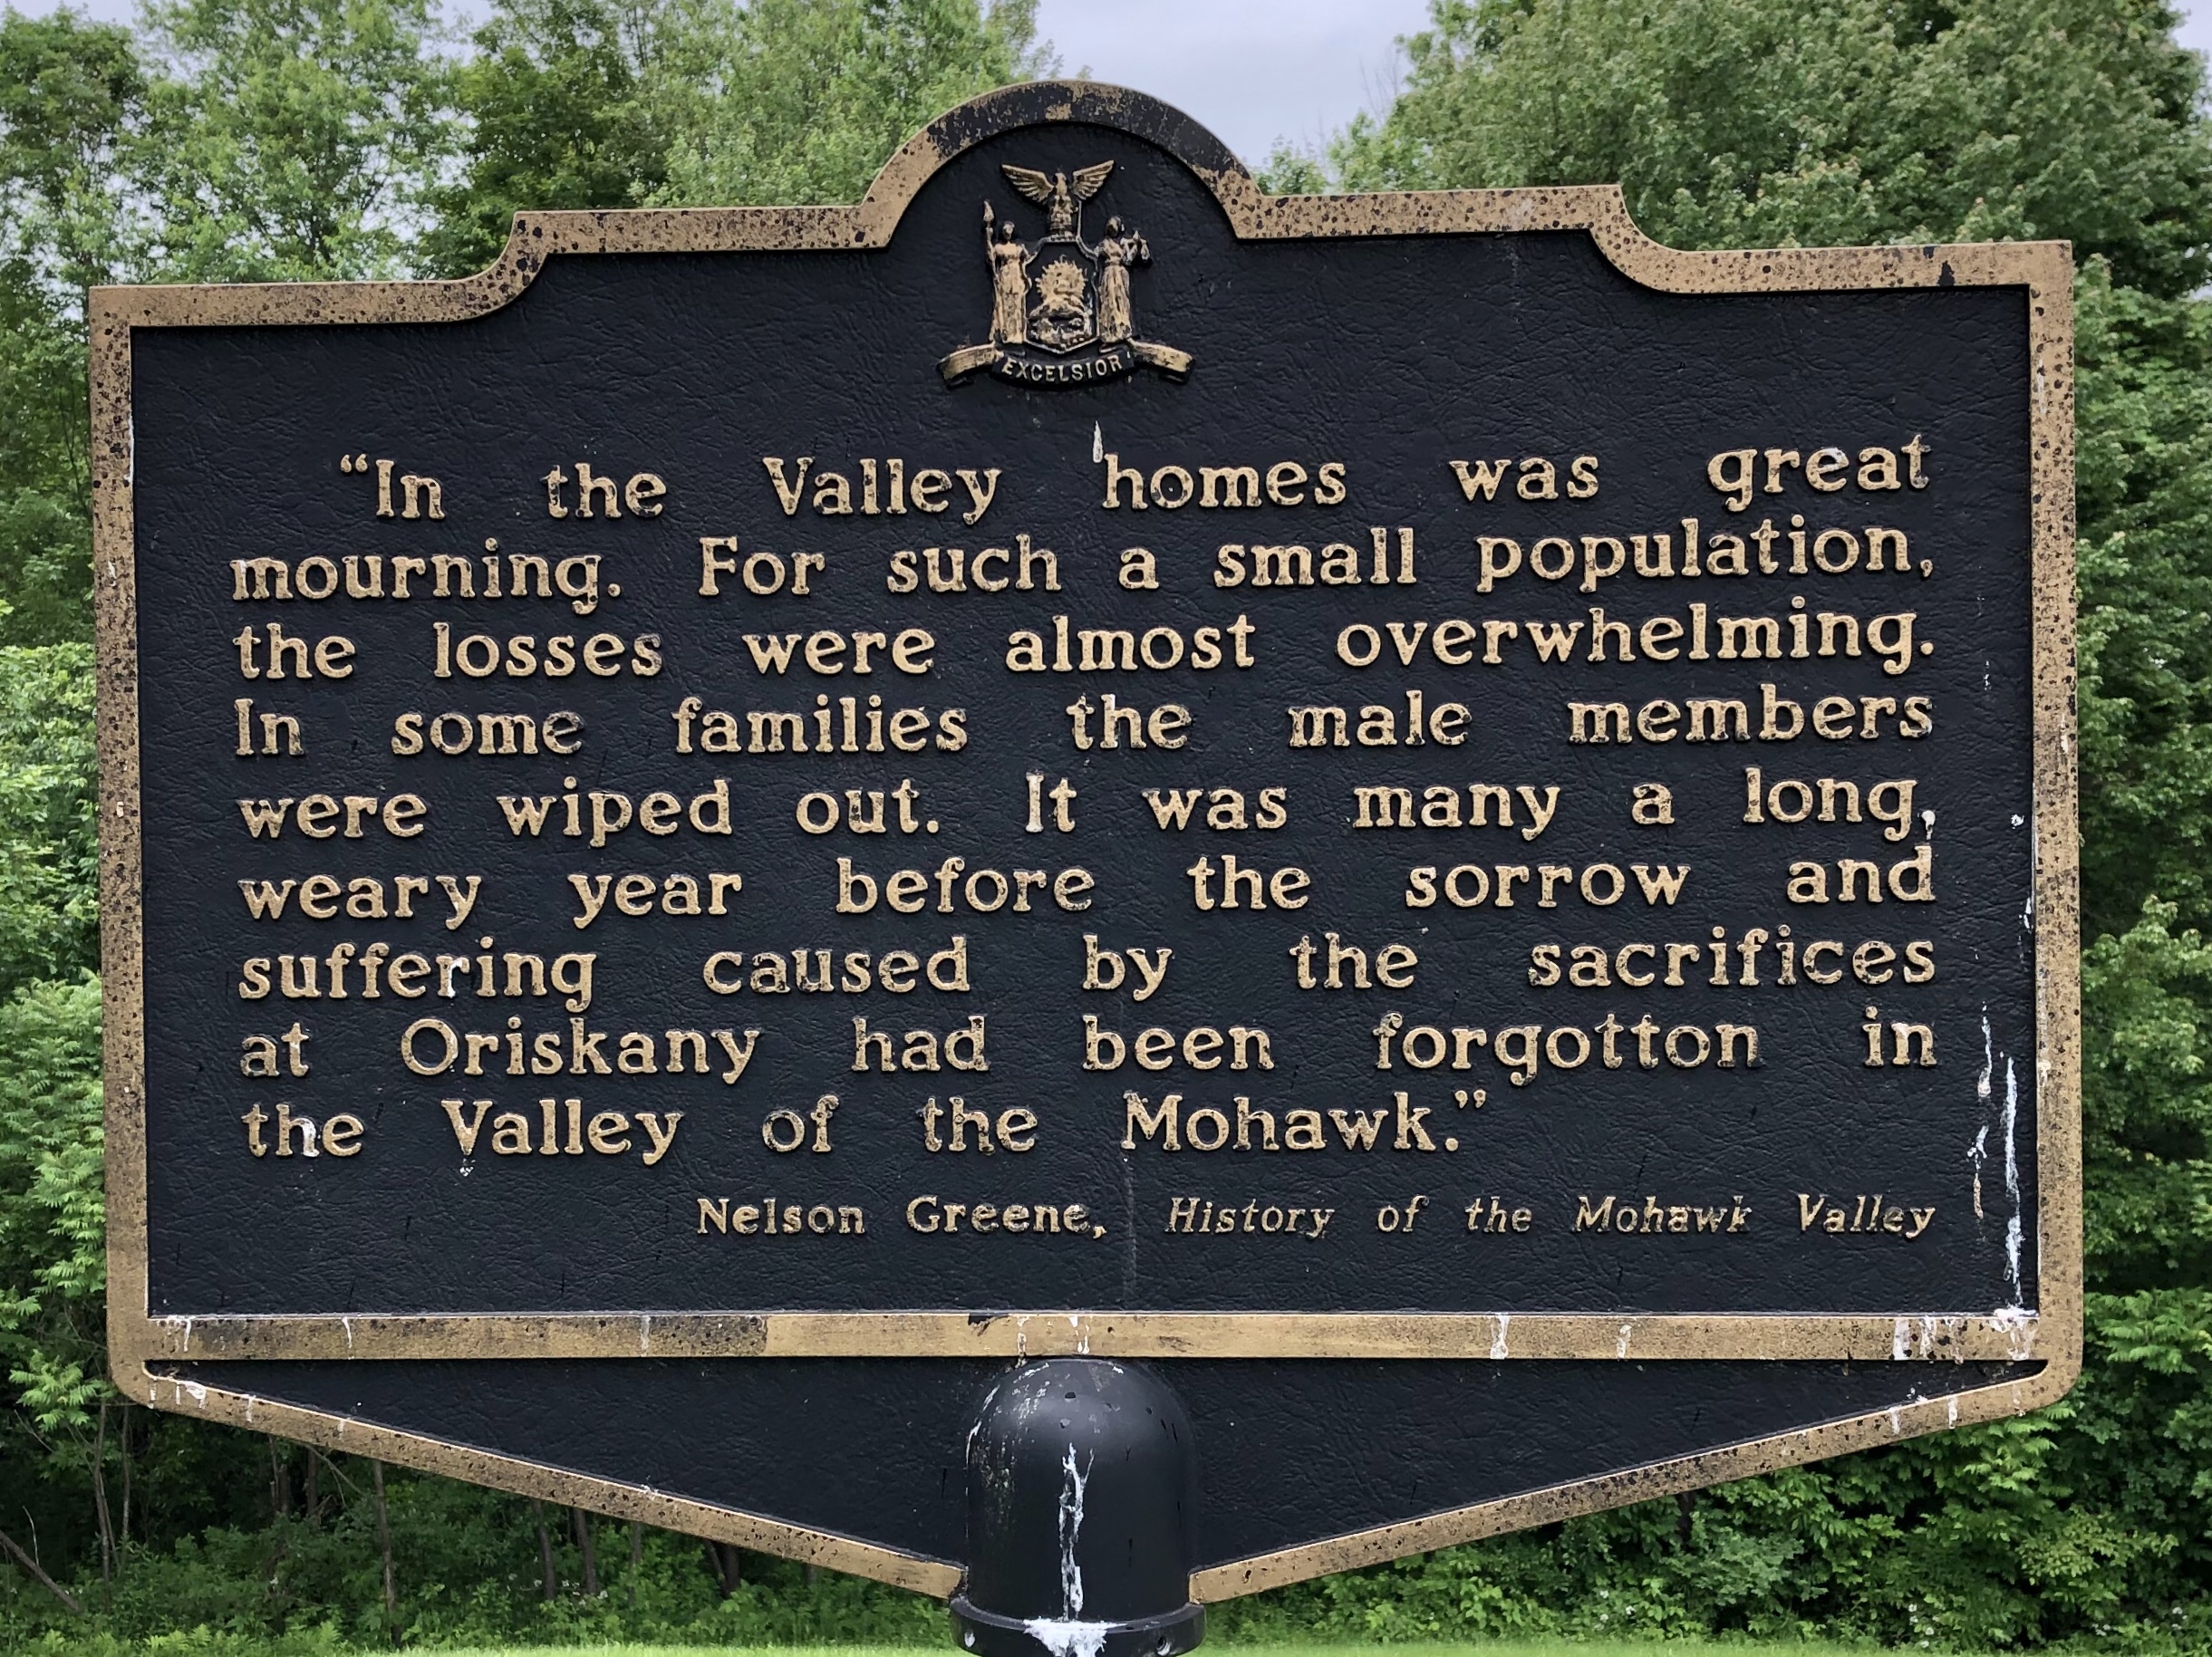 EXCELSIOR
“In the Valley homes was great
mourning. For such a small population,
the losses were almost overwhelming.
In some families the male members
were wiped out. It was many a long,
weary year before the sorrow and
suffering caused by the sacrifices
at Oriskany had been forgotton in
the Valley of the Mohawk.”
Nelson Greene, History of the Mohawk Valley